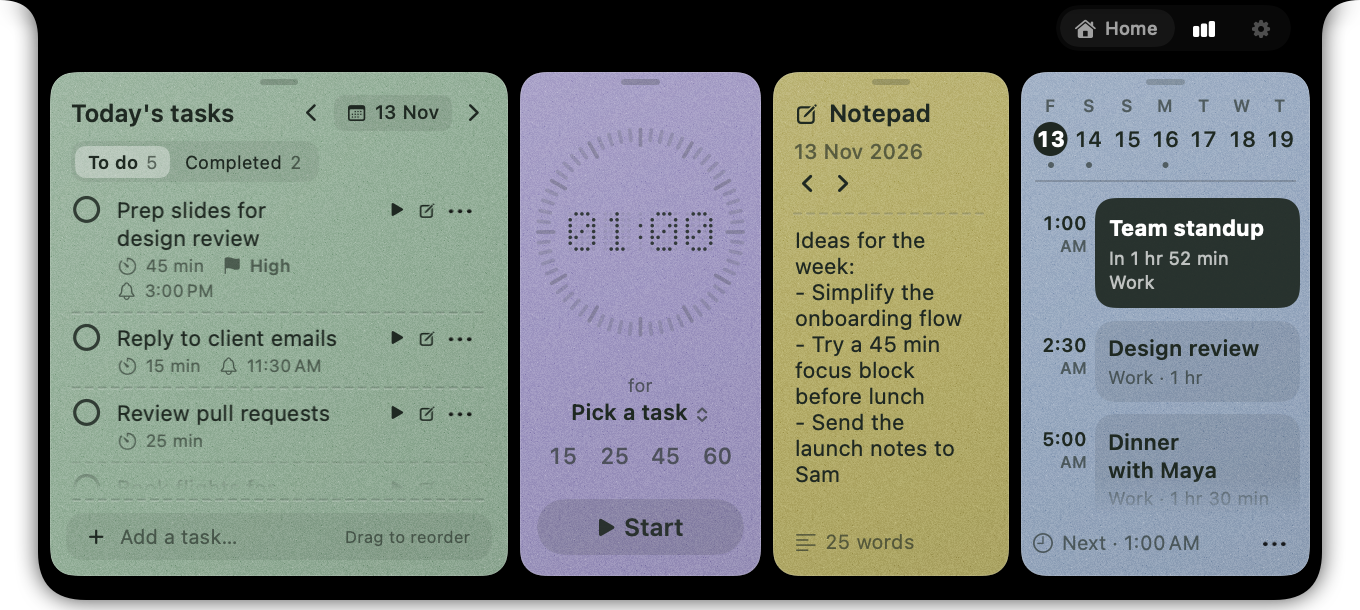 Home
Today's tasks
13 Nov
To do 5
Completed 2
Prep slides for
design review
45 min
High
3:00 PM
Reply to client emails
15 min
11:30 AM
Review pull requests
25 min
Book flights for
+ Add a task...
Drag to reorder
01:00
for
Pick a task
15 25 45 60
Start
Notepad
13 Nov 2026
Ideas for the
week:
- Simplify the
onboarding flow
- Try a 45 min
focus block
before lunch
- Send the
launch notes to
Sam
25 words
F S S M T W T
13 14 15 16 17 18 19
1:00
AM
Team standup
In 1 hr 52 min
Work
2:30
AM
Design review
Work · 1 hr
5:00
AM
Dinner
with Maya
Work · 1 hr 30 min
Next · 1:00 AM